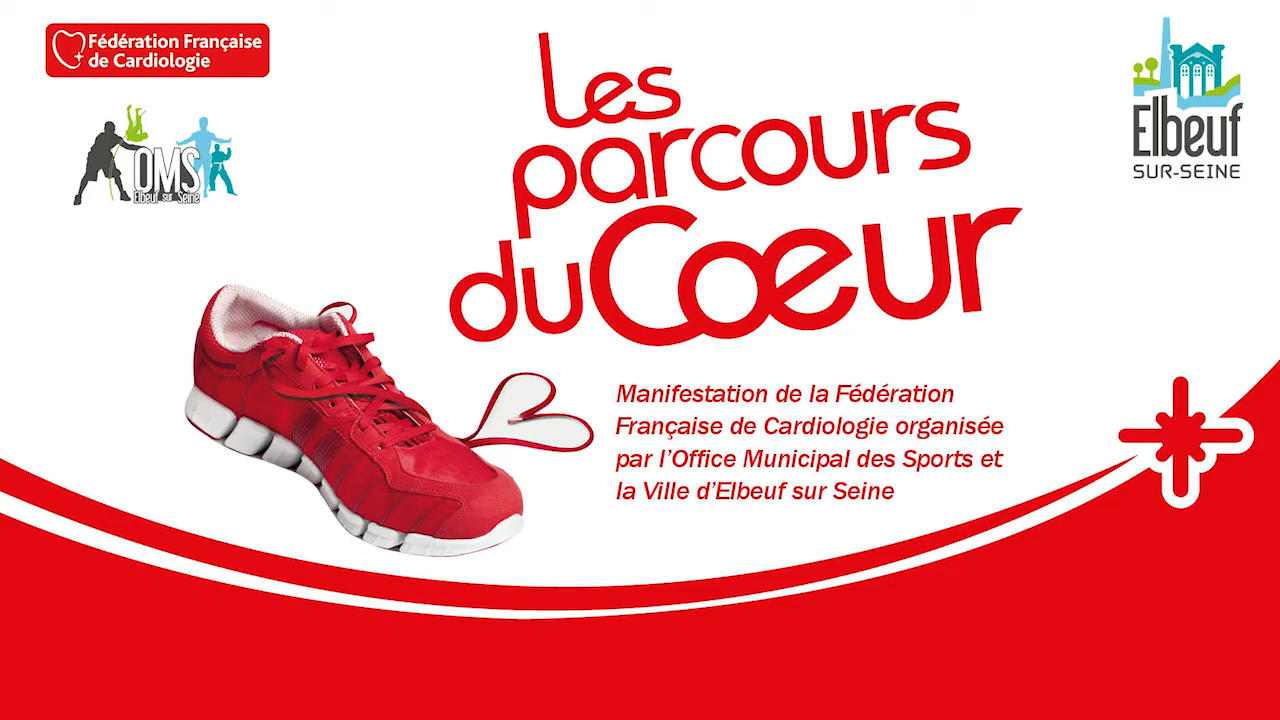 Fédération Française
de Cardiologie
OMS
Elbeuf sur Seine
Elbeuf
SUR-SEINE
Les
parcours
du Cœur
Manifestation de la Fédération
Française de Cardiologie organisée
par l’Office Municipal des Sports et
la Ville d’Elbeuf sur Seine